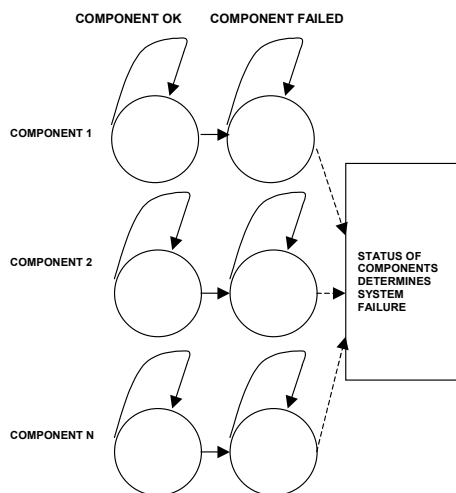 COMPONENT OK COMPONENT FAILED
COMPONENT 1
COMPONENT 2
STATUS OF
COMPONENTS
DETERMINES
SYSTEM
FAILURE
COMPONENT N